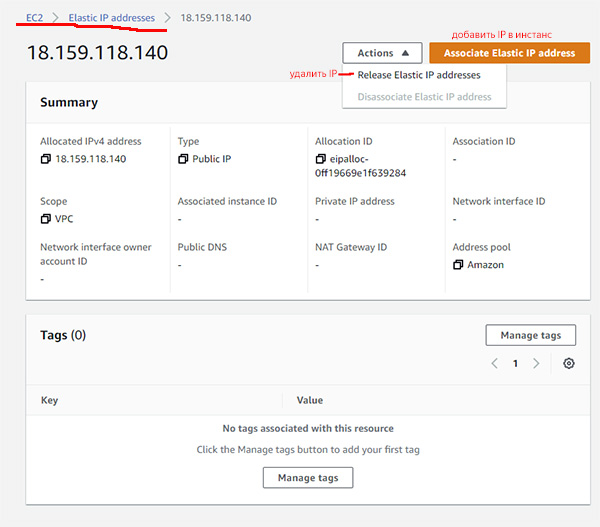 EC2 > Elastic IP addresses > 18.159.118.140
добавить IP в инстанс
18.159.118.140
Actions ▲
Associate Elastic IP address
удалить IP
Release Elastic IP addresses
Disassociate Elastic IP address
Summary
Allocated IPv4 address
18.159.118.140
Type
Public IP
Allocation ID
eipalloc-
0ff19669e1f639284
Association ID
-
Scope
VPC
Associated instance ID
-
Private IP address
-
Network interface ID
-
Network interface owner
account ID
-
Public DNS
-
NAT Gateway ID
-
Address pool
Amazon
Tags (0)
Manage tags
< 1 >
Key
Value
No tags associated with this resource
Click the Manage tags button to add your first tag
Manage tags